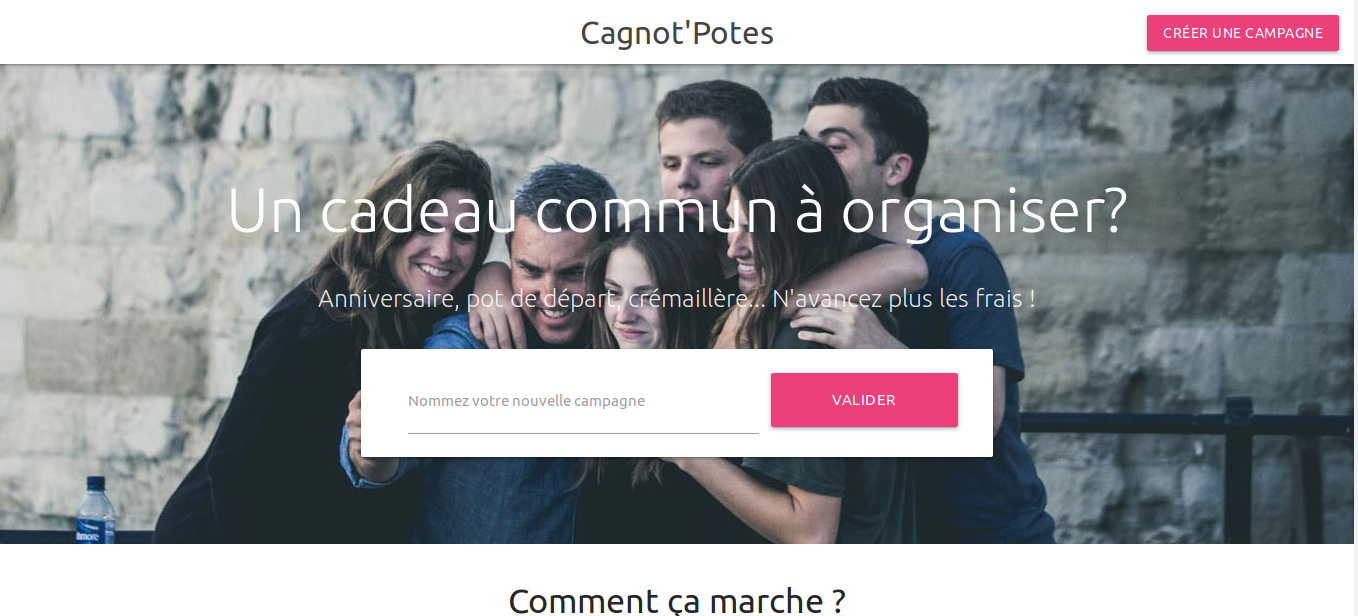 Cagnot'Potes
CRÉER UNE CAMPAGNE
Un cadeau commun à organiser?
Anniversaire, pot de départ, crémaillère... N'avancez plus les frais !
Nommez votre nouvelle campagne
VALIDER
Comment ça marche ?